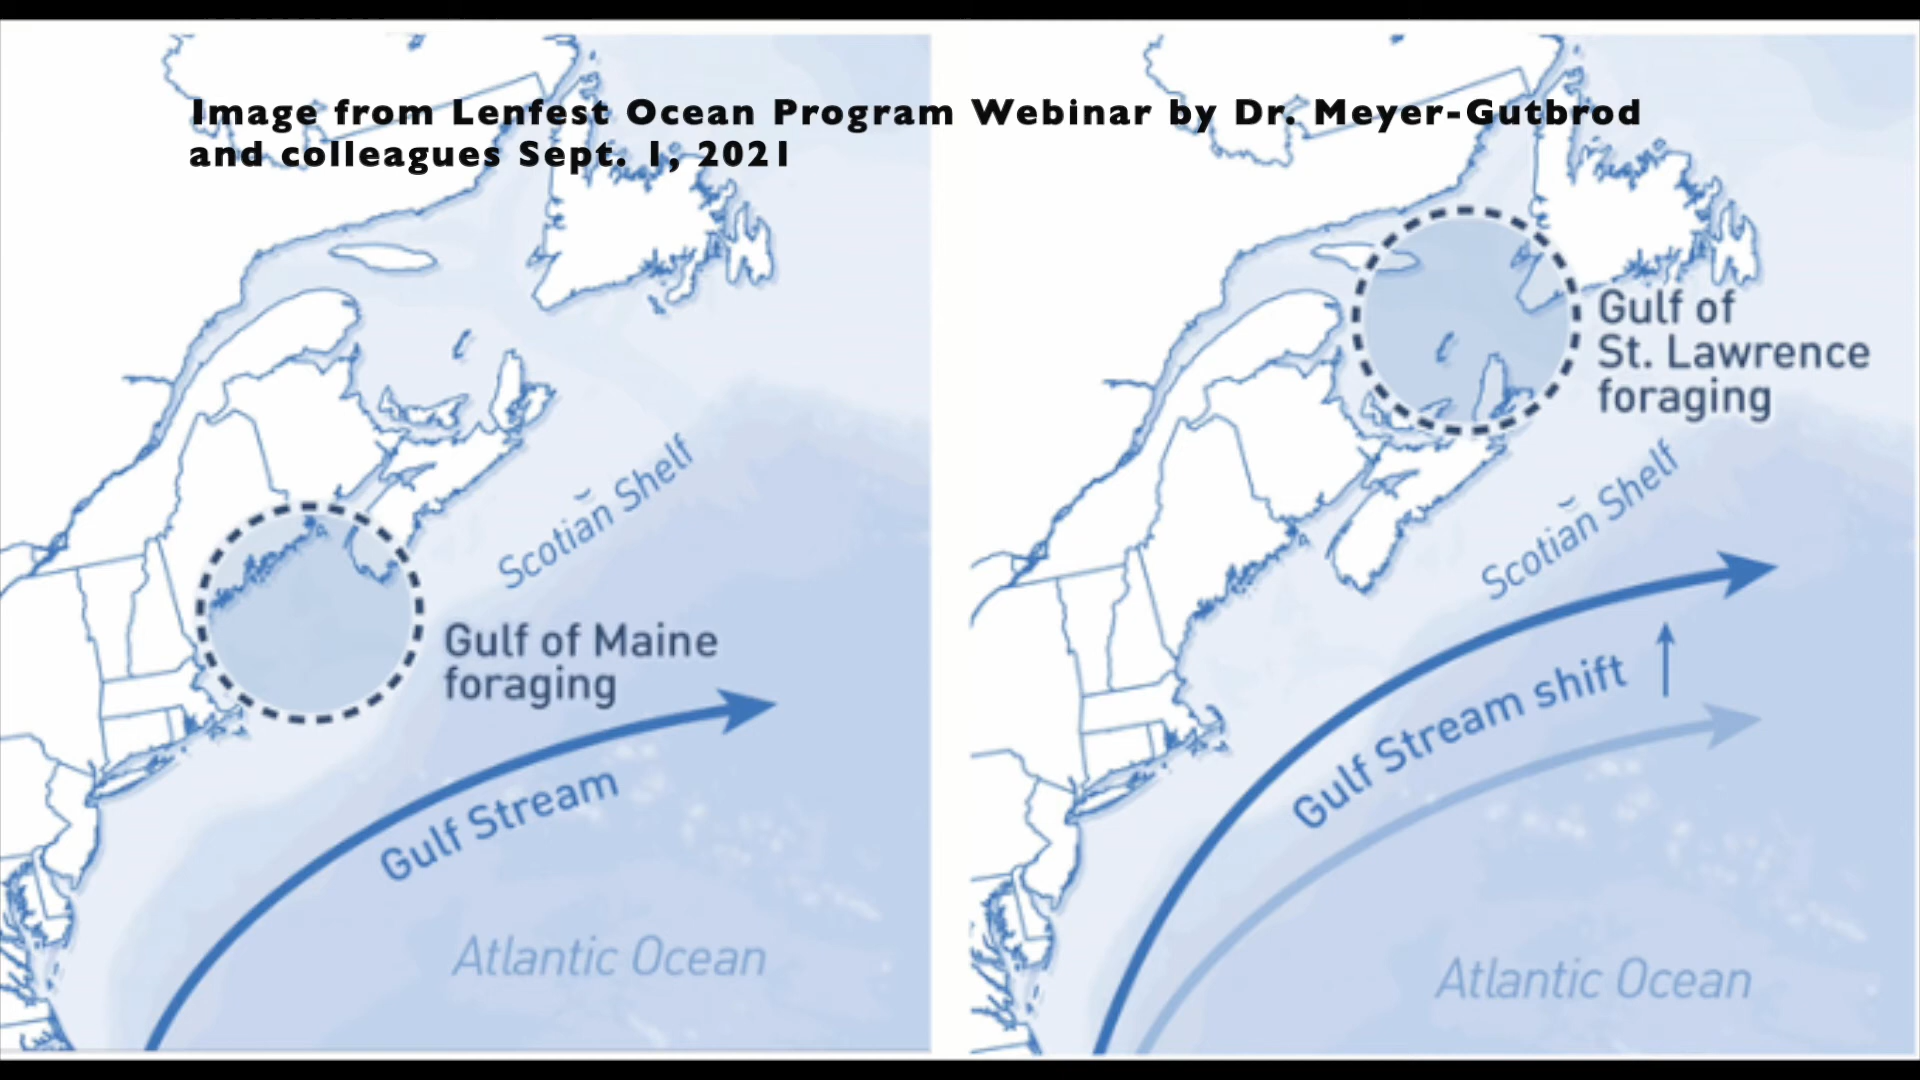 Image from Lenfest Ocean Program Webinar by Dr. Meyer-Gutbrod
and colleagues Sept. 1, 2021
Scotian Shelf
Gulf of Maine
foraging
Gulf Stream
Atlantic Ocean
Gulf of
St. Lawrence
foraging
Scotian Shelf
Gulf Stream shift
Atlantic Ocean